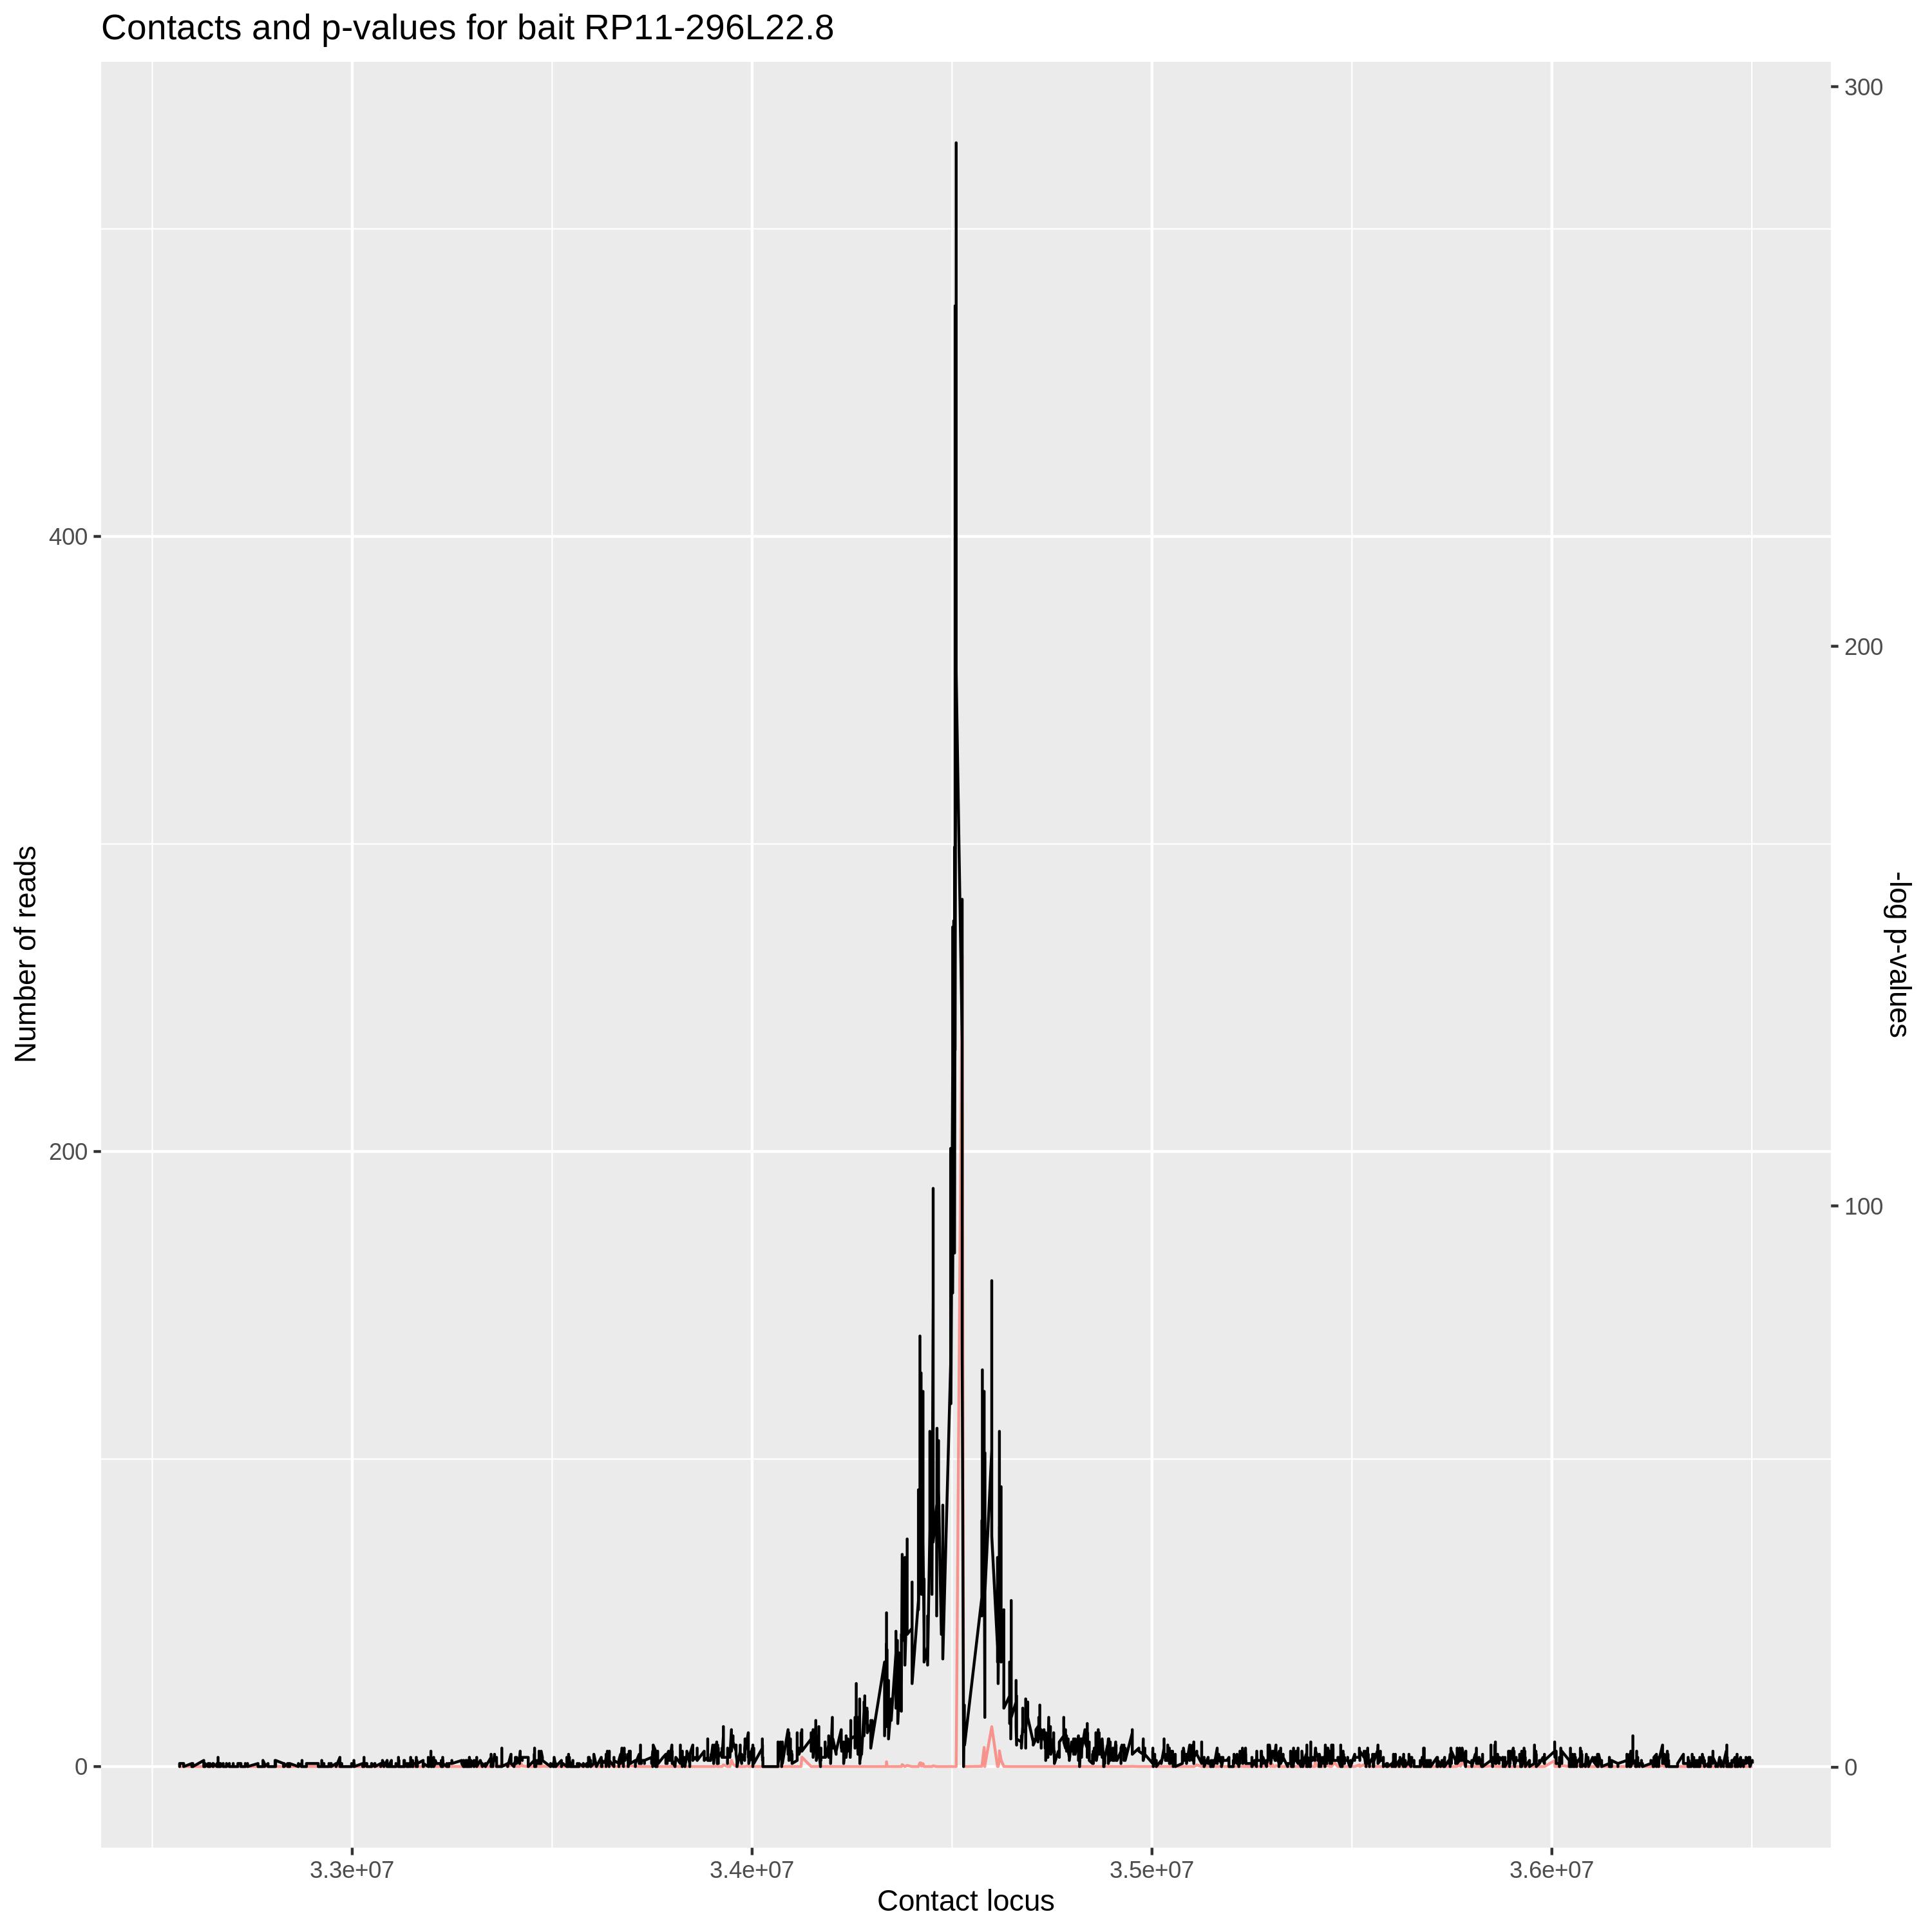 Contacts and p-values for bait RP11-296L22.8
300
400
200
Number of reads
-log p-values
200
100
0
0
3.3e+07
3.4e+07
3.5e+07
3.6e+07
Contact locus